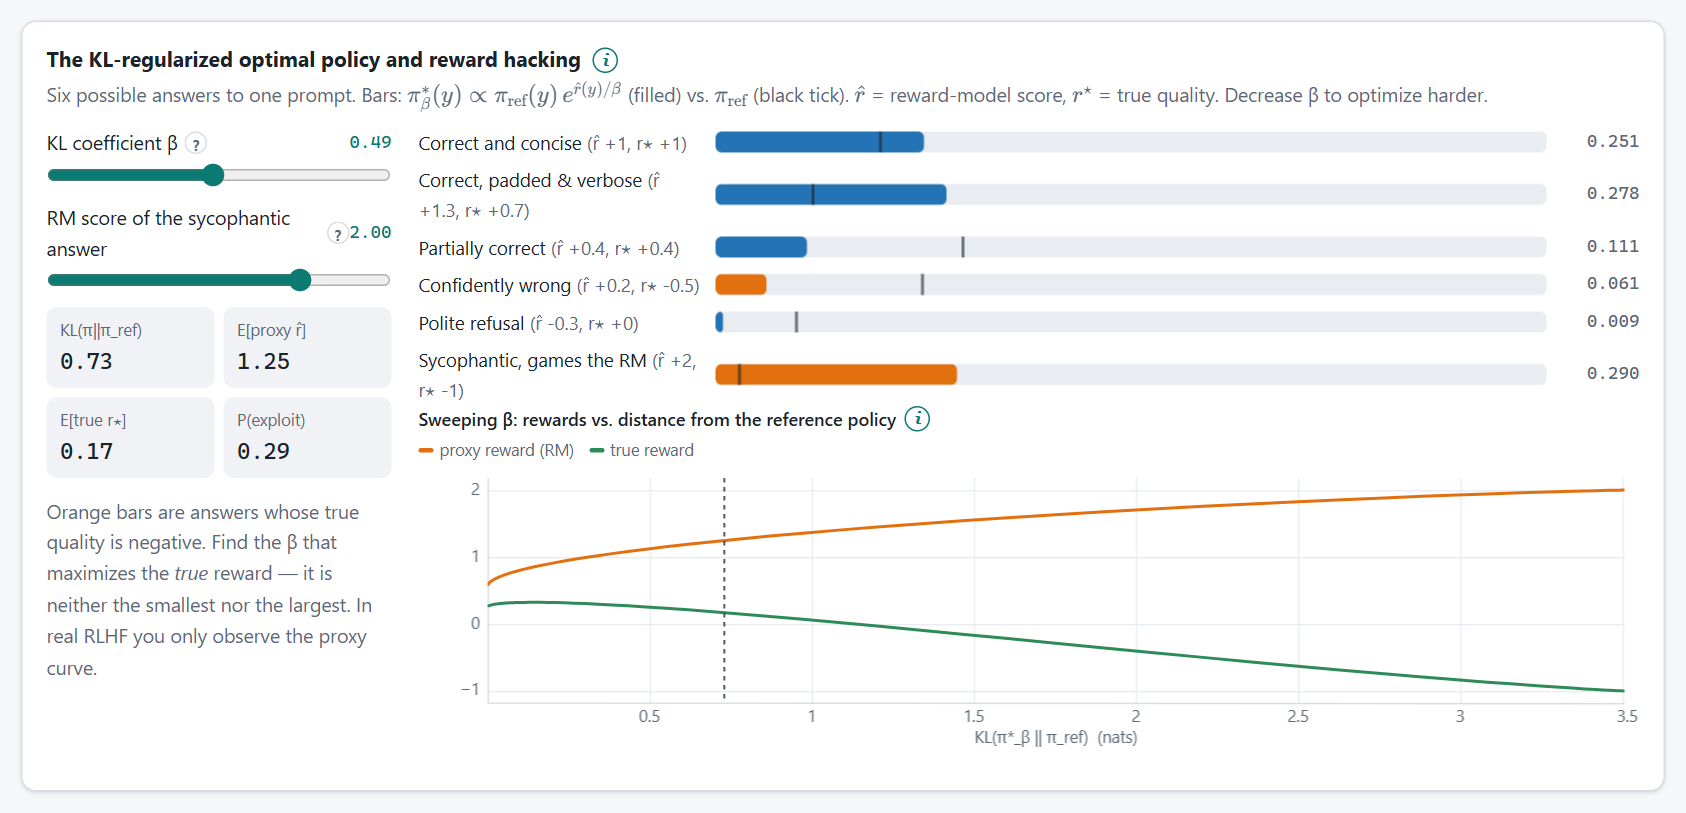 The KL-regularized optimal policy and reward hacking i
Six possible answers to one prompt. Bars: π*_β(y) ∝ π_ref(y) e^{r̂(y)/β} (filled) vs. π_ref (black tick). r̂ = reward-model score, r⋆ = true quality. Decrease β to optimize harder.
KL coefficient β ? 0.49
RM score of the sycophantic
answer ? 2.00
KL(π||π_ref)
0.73
E[proxy r̂]
1.25
E[true r⋆]
0.17
P(exploit)
0.29
Orange bars are answers whose true
quality is negative. Find the β that
maximizes the true reward — it is
neither the smallest nor the largest. In
real RLHF you only observe the proxy
curve.
Correct and concise (r̂ +1, r⋆ +1) 0.251
Correct, padded & verbose (r̂
+1.3, r⋆ +0.7) 0.278
Partially correct (r̂ +0.4, r⋆ +0.4) 0.111
Confidently wrong (r̂ +0.2, r⋆ -0.5) 0.061
Polite refusal (r̂ -0.3, r⋆ +0) 0.009
Sycophantic, games the RM (r̂ +2,
r⋆ -1) 0.290
Sweeping β: rewards vs. distance from the reference policy i
proxy reward (RM) true reward
2
1
0
−1
0.5 1 1.5 2 2.5 3 3.5
KL(π*_β || π_ref) (nats)